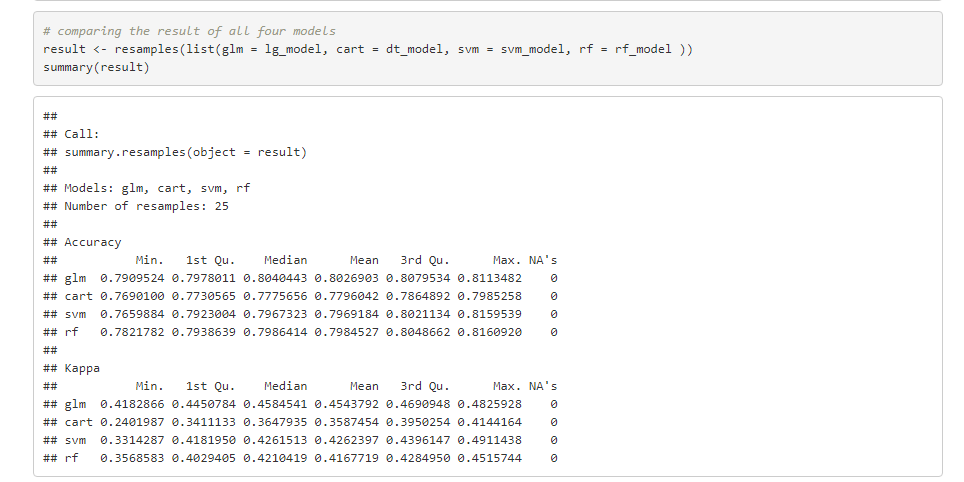 # comparing the result of all four models
result <- resamples(list(glm = lg_model, cart = dt_model, svm = svm_model, rf = rf_model ))
summary(result)
##
## Call:
## summary.resamples(object = result)
##
## Models: glm, cart, svm, rf
## Number of resamples: 25
##
## Accuracy
##           Min.   1st Qu.    Median      Mean   3rd Qu.      Max. NA's
## glm  0.7909524 0.7978011 0.8040443 0.8026903 0.8079534 0.8113482    0
## cart 0.7690100 0.7730565 0.7775656 0.7796042 0.7864892 0.7985258    0
## svm  0.7659884 0.7923004 0.7967323 0.7969184 0.8021134 0.8159539    0
## rf   0.7821782 0.7938639 0.7986414 0.7984527 0.8048662 0.8160920    0
##
## Kappa
##           Min.   1st Qu.    Median      Mean   3rd Qu.      Max. NA's
## glm  0.4182866 0.4450784 0.4584541 0.4543792 0.4690948 0.4825928    0
## cart 0.2401987 0.3411133 0.3647935 0.3587454 0.3950254 0.4144164    0
## svm  0.3314287 0.4181950 0.4261513 0.4262397 0.4396147 0.4911438    0
## rf   0.3568583 0.4029405 0.4210419 0.4167719 0.4284950 0.4515744    0